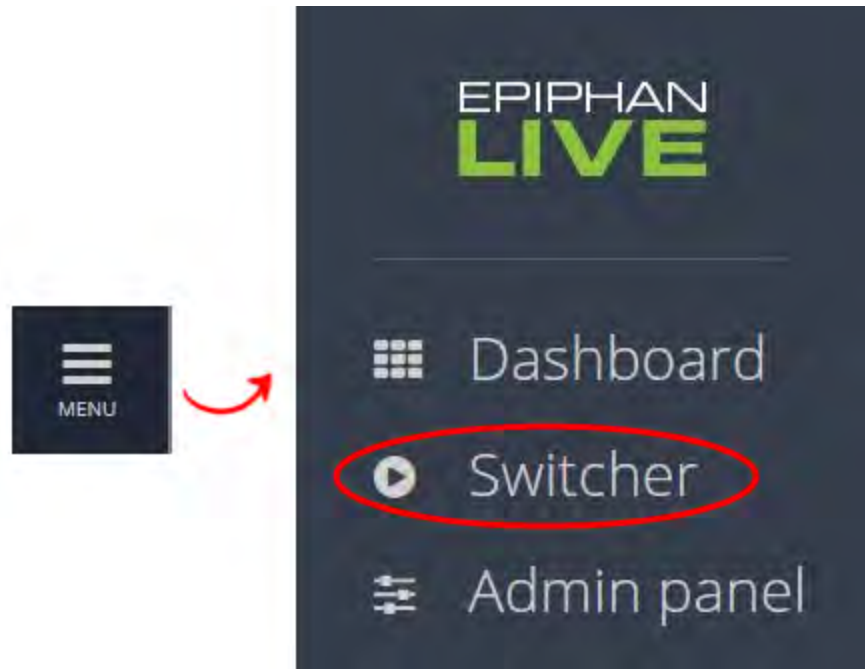 MENU
EPIPHAN
LIVE
Dashboard
Switcher
Admin panel